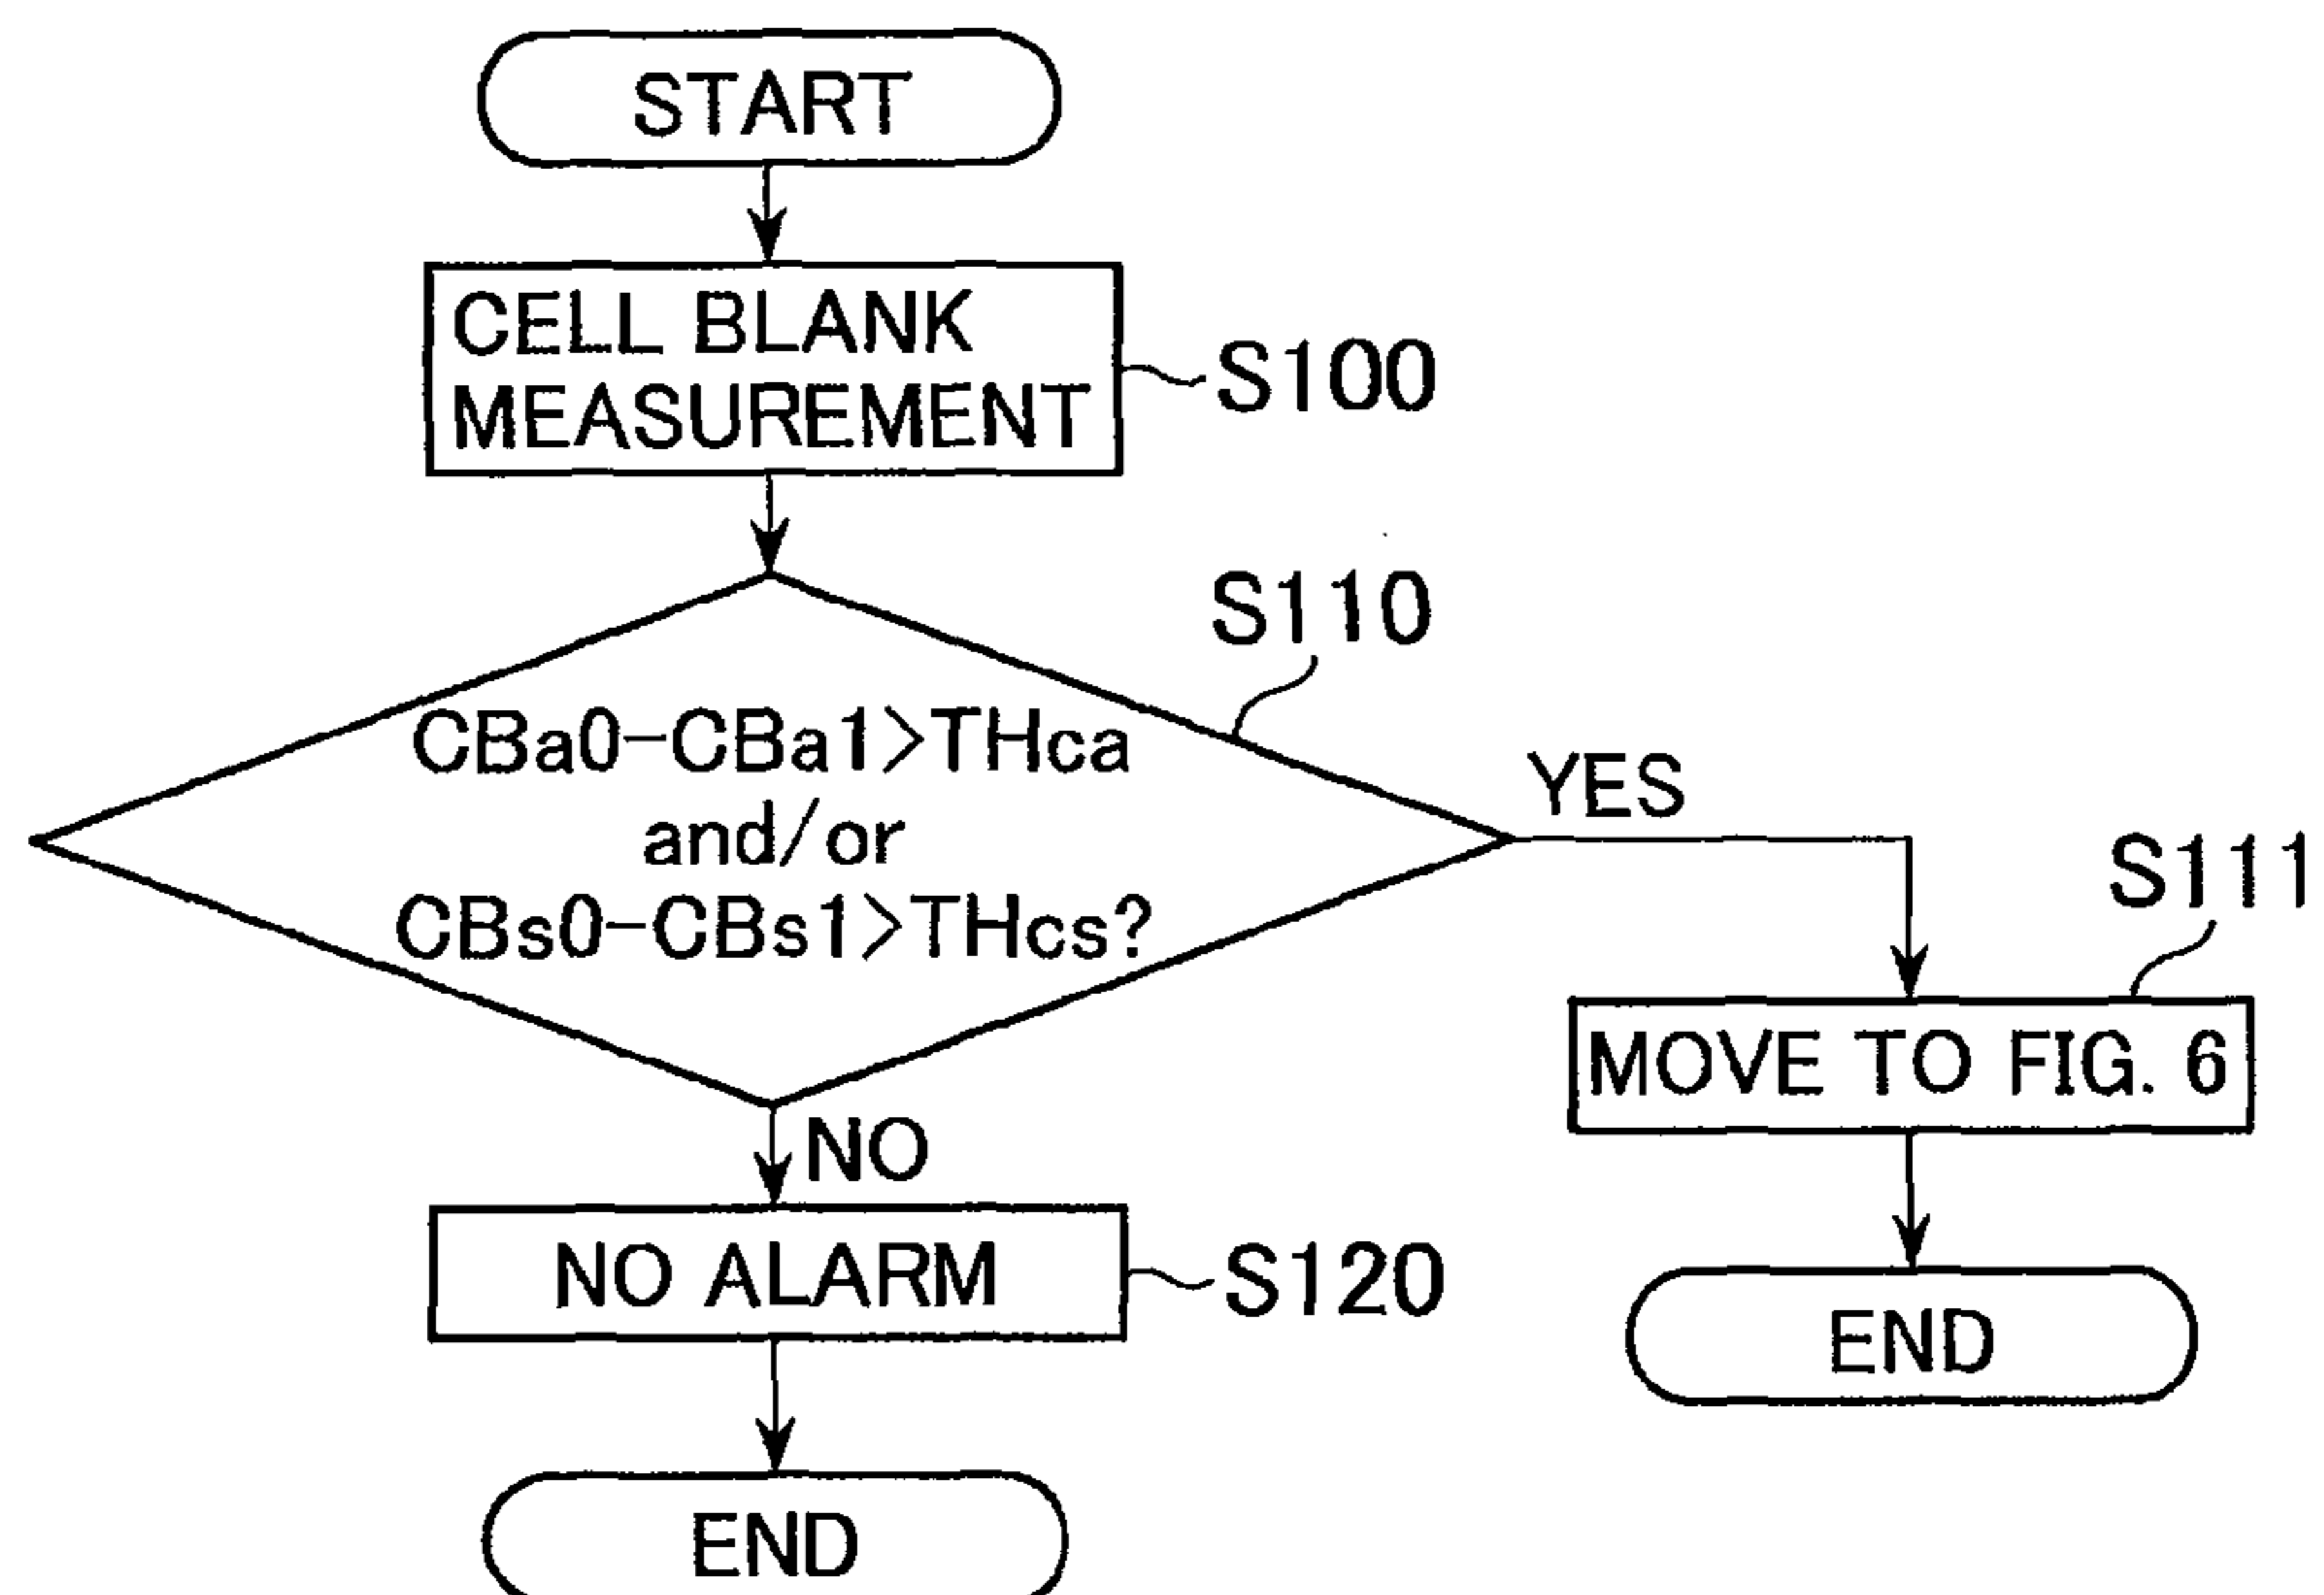 START
CELL BLANK
MEASUREMENT
S100
S110
CBa0-CBa1>THca
and/or
CBs0-CBs1>THcs?
YES
S111
MOVE TO FIG. 6
END
NO
NO ALARM
S120
END